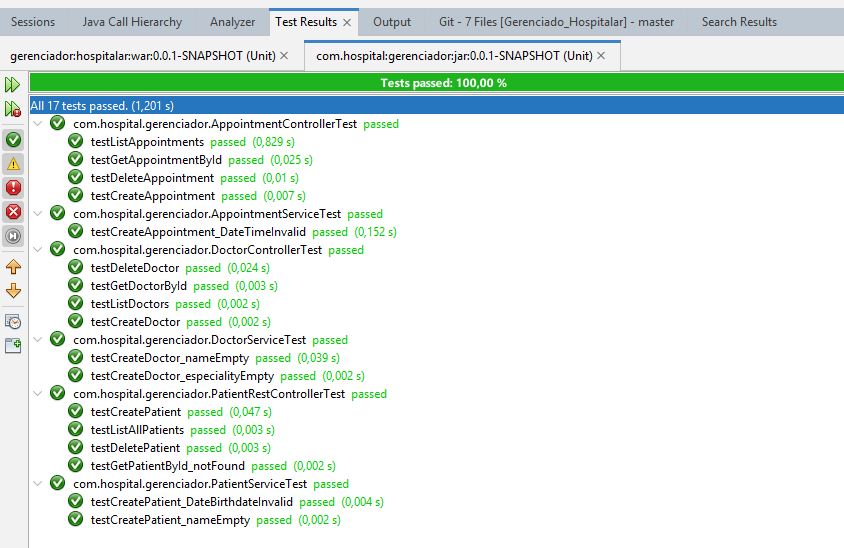 Sessions Java Call Hierarchy Analyzer Test Results Output Git - 7 Files [Gerenciado_Hospitalar] - master Search Results
gerenciador:hospitalar:war:0.0.1-SNAPSHOT (Unit) com.hospital:gerenciador:jar:0.0.1-SNAPSHOT (Unit)
Tests passed: 100,00 %
All 17 tests passed. (1,201 s)
com.hospital.gerenciador.AppointmentControllerTest passed
testListAppointments passed (0,829 s)
testGetAppointmentById passed (0,025 s)
testDeleteAppointment passed (0,01 s)
testCreateAppointment passed (0,007 s)
com.hospital.gerenciador.AppointmentServiceTest passed
testCreateAppointment_DateTimeInvalid passed (0,152 s)
com.hospital.gerenciador.DoctorControllerTest passed
testDeleteDoctor passed (0,024 s)
testGetDoctorById passed (0,003 s)
testListDoctors passed (0,002 s)
testCreateDoctor passed (0,002 s)
com.hospital.gerenciador.DoctorServiceTest passed
testCreateDoctor_nameEmpty passed (0,039 s)
testCreateDoctor_especialityEmpty passed (0,002 s)
com.hospital.gerenciador.PatientRestControllerTest passed
testCreatePatient passed (0,047 s)
testListAllPatients passed (0,003 s)
testDeletePatient passed (0,003 s)
testGetPatientById_notFound passed (0,002 s)
com.hospital.gerenciador.PatientServiceTest passed
testCreatePatient_DateBirthdateInvalid passed (0,004 s)
testCreatePatient_nameEmpty passed (0,002 s)